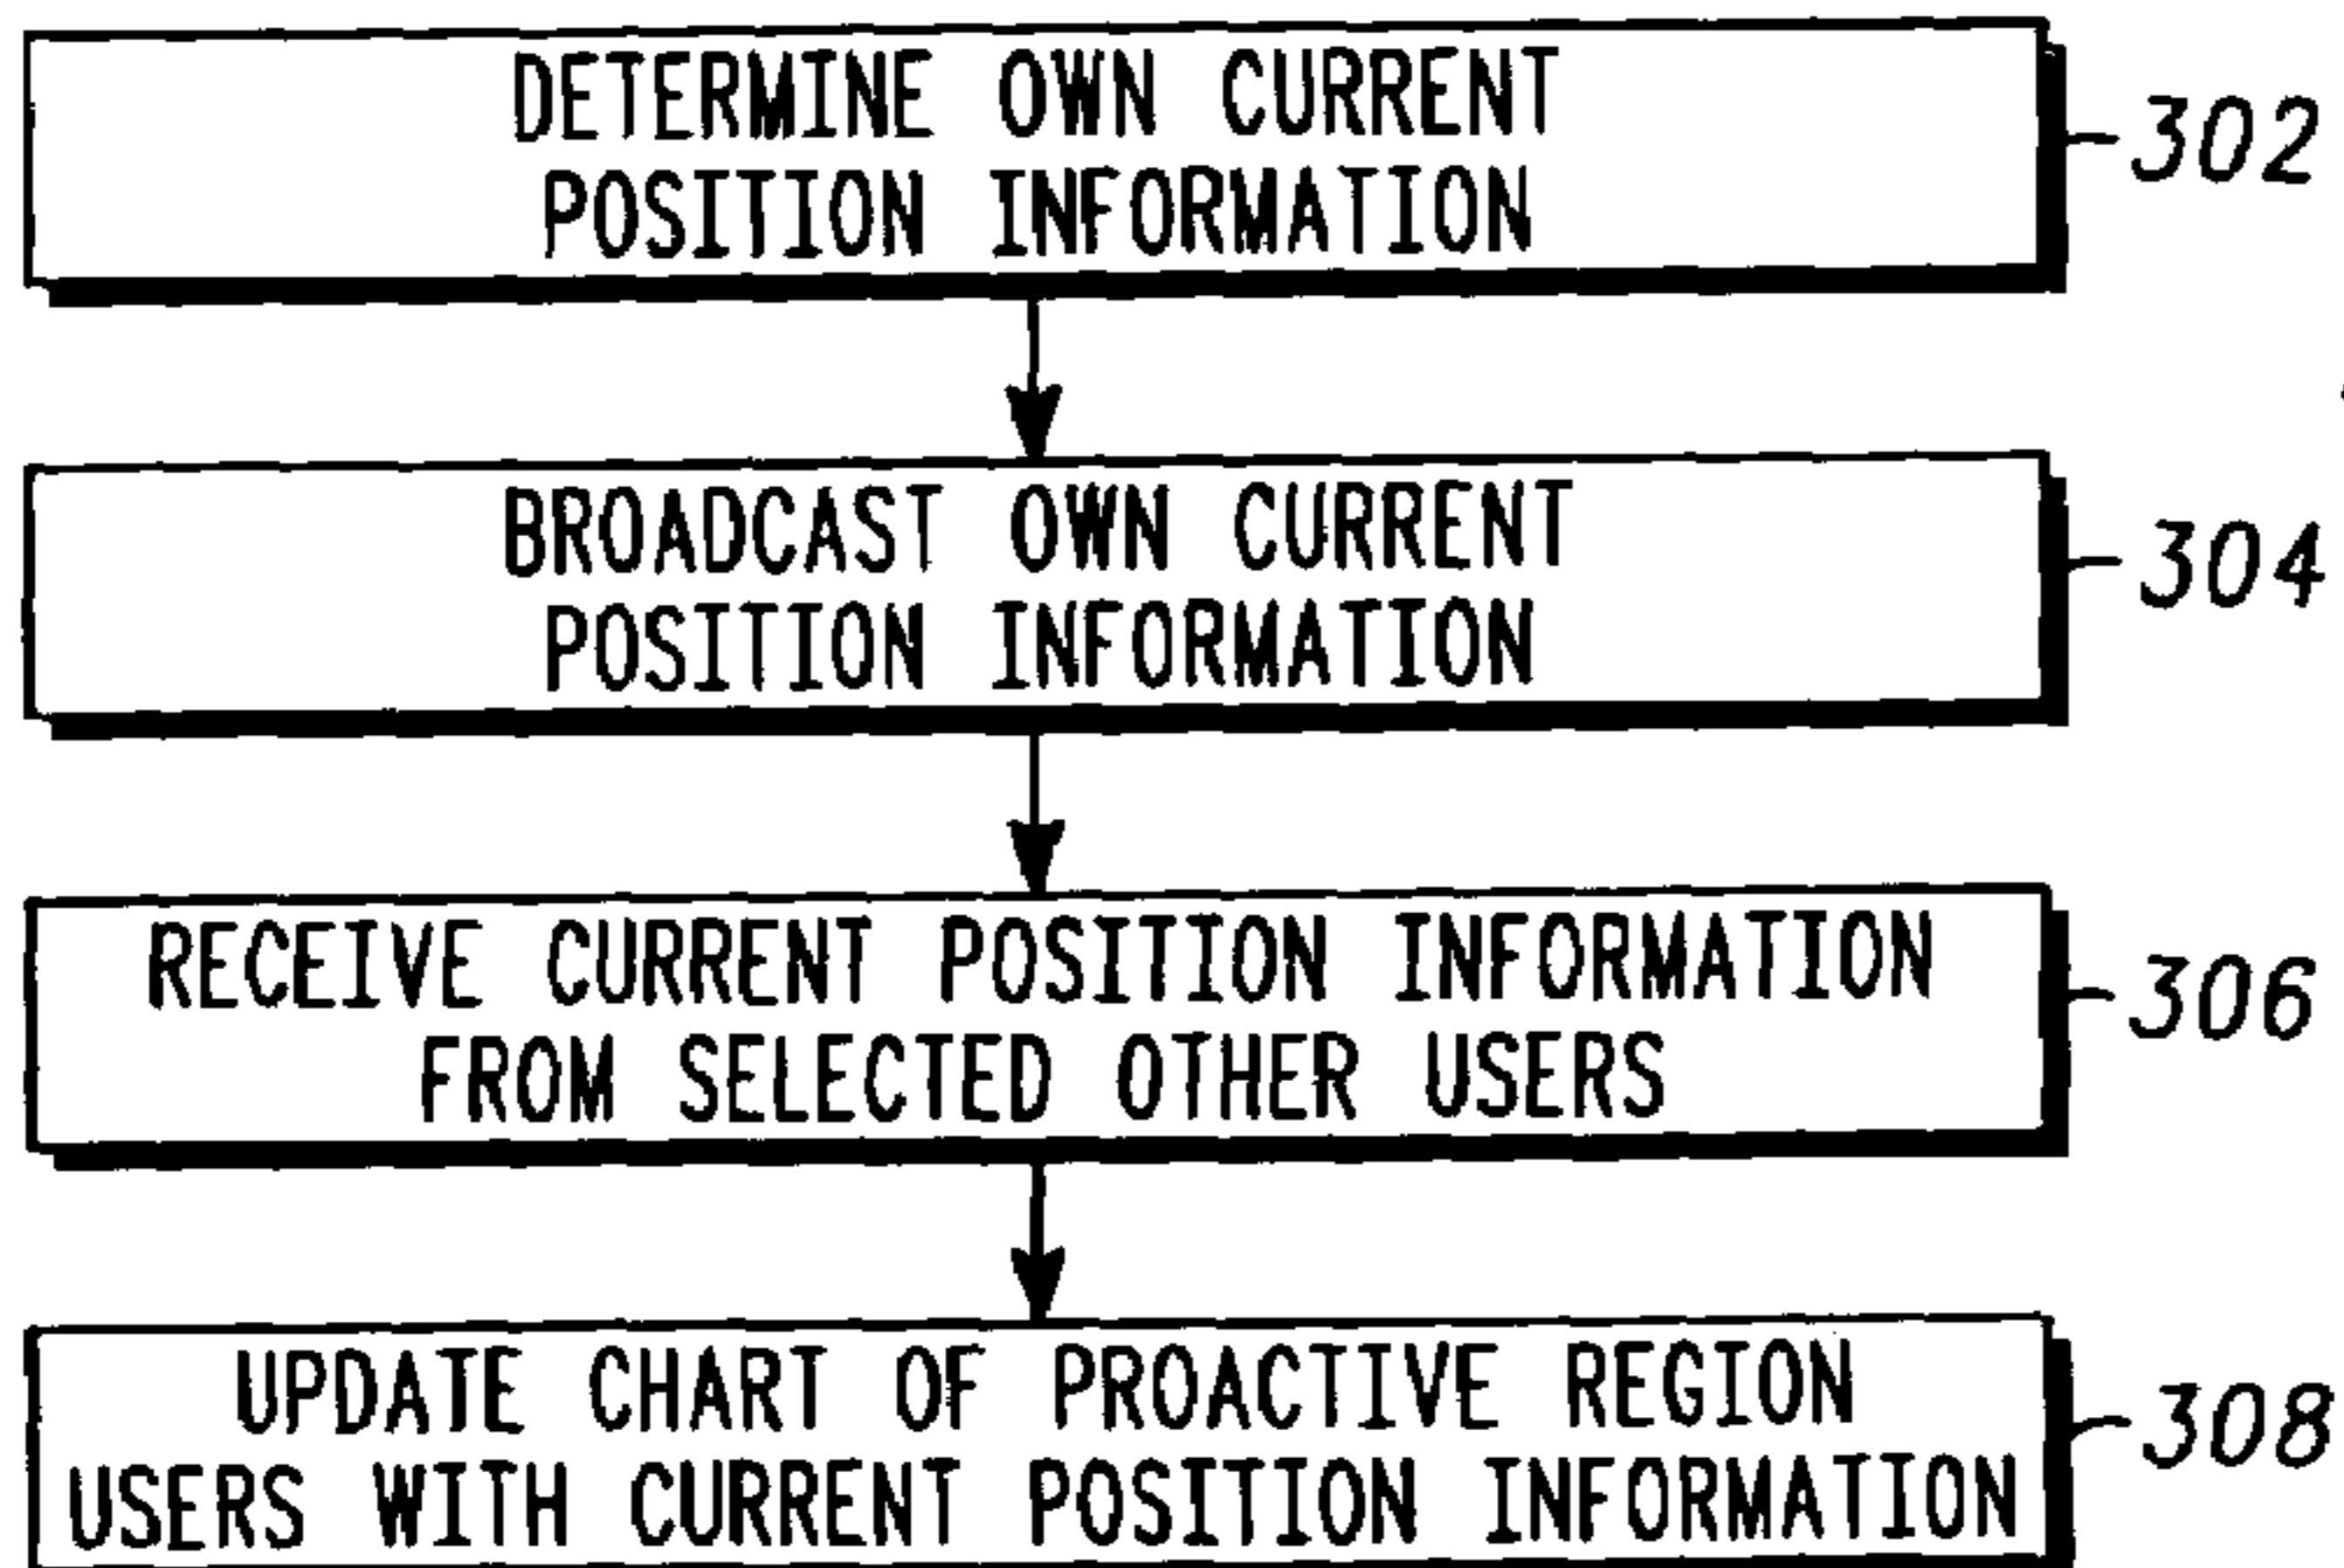 DETERMINE OWN CURRENT
POSITION INFORMATION
302
BROADCAST OWN CURRENT
POSITION INFORMATION
304
RECEIVE CURRENT POSITION INFORMATION
FROM SELECTED OTHER USERS
306
UPDATE CHART OF PROACTIVE REGION
USERS WITH CURRENT POSITION INFORMATION
308